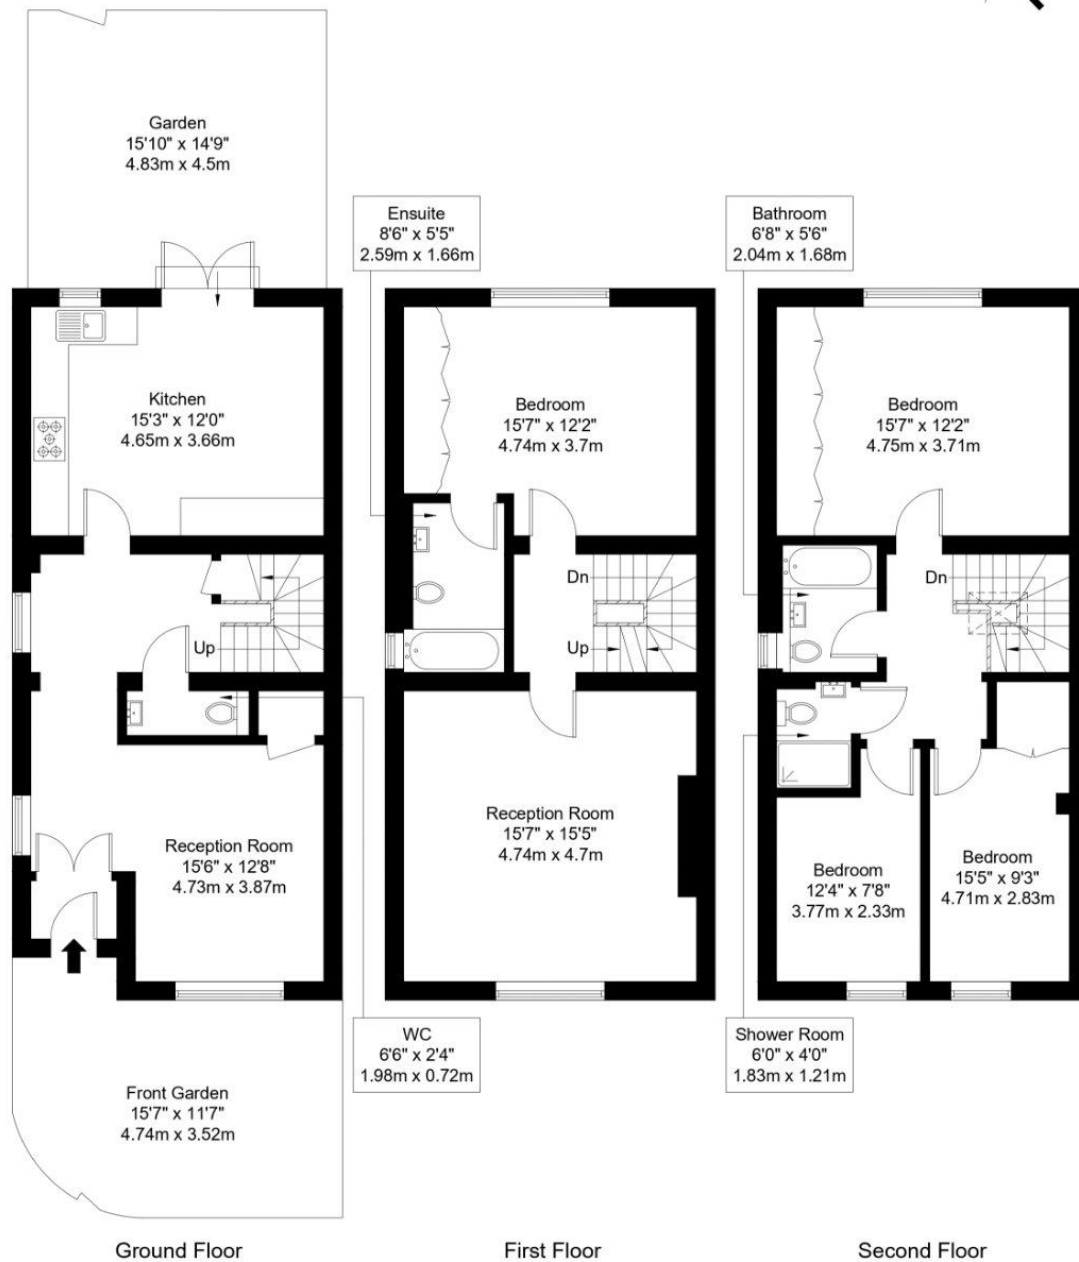 Garden
15'10" x 14'9"
4.83m x 4.5m
Kitchen
15'3" x 12'0"
4.65m x 3.66m
Up
Reception Room
15'6" x 12'8"
4.73m x 3.87m
Front Garden
15'7" x 11'7"
4.74m x 3.52m
Ground Floor
Ensuite
8'6" x 5'5"
2.59m x 1.66m
Bedroom
15'7" x 12'2"
4.74m x 3.7m
Dn
Up
Reception Room
15'7" x 15'5"
4.74m x 4.7m
WC
6'6" x 2'4"
1.98m x 0.72m
First Floor
Bathroom
6'8" x 5'6"
2.04m x 1.68m
Bedroom
15'7" x 12'2"
4.75m x 3.71m
Dn
Bedroom
12'4" x 7'8"
3.77m x 2.33m
Bedroom
15'5" x 9'3"
4.71m x 2.83m
Shower Room
6'0" x 4'0"
1.83m x 1.21m
Second Floor